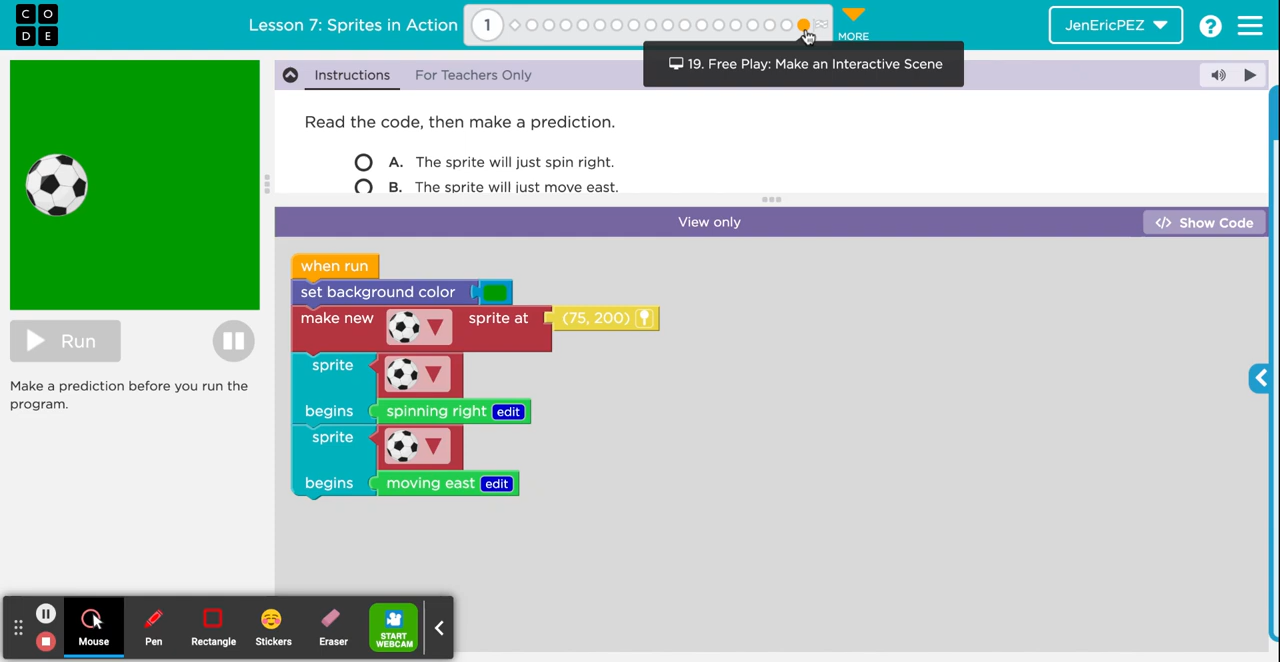 C O
D E
Lesson 7: Sprites in Action
1
MORE
JenEricPEZ
?
19. Free Play: Make an Interactive Scene
Instructions
For Teachers Only
Read the code, then make a prediction.
A. The sprite will just spin right.
B. The sprite will just move east.
View only
</> Show Code
when run
set background color
make new sprite at (75, 200)
sprite
begins spinning right edit
sprite
begins moving east edit
Run
Make a prediction before you run the
program.
Mouse
Pen
Rectangle
Stickers
Eraser
START
WEBCAM